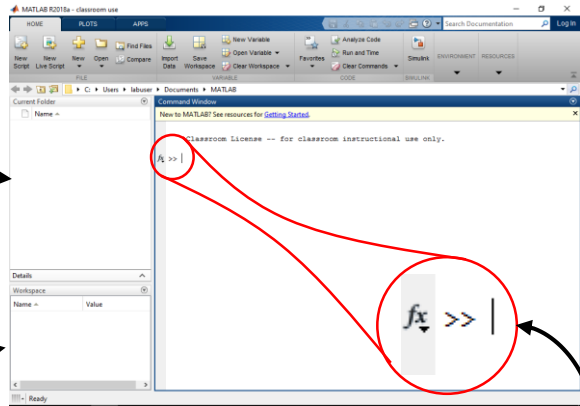 MATLAB R2018a - classroom use
HOME PLOTS APPS Search Documentation Log In
New Script New Live Script New Open Find Files Compare Import Data Save Workspace New Variable Open Variable Clear Workspace Favorites Analyze Code Run and Time Clear Commands Simulink ENVIRONMENT RESOURCES
FILE VARIABLE CODE SIMULINK
C: Users labuser Documents MATLAB
Current Folder
Name
Command Window
New to MATLAB? See resources for Getting Started.
Classroom License -- for classroom instructional use only.
fx >>
fx >>
Details
Workspace
Name Value
Ready